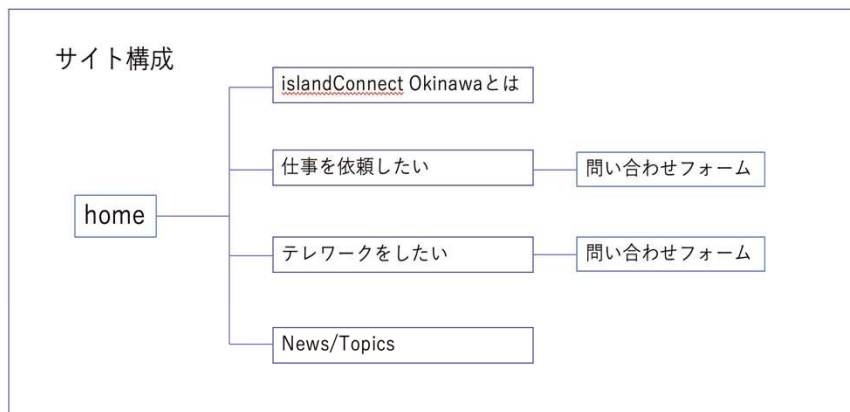 サイト構成
islandConnect Okinawaとは
仕事を依頼したい
問い合わせフォーム
home
テレワークをしたい
問い合わせフォーム
News/Topics